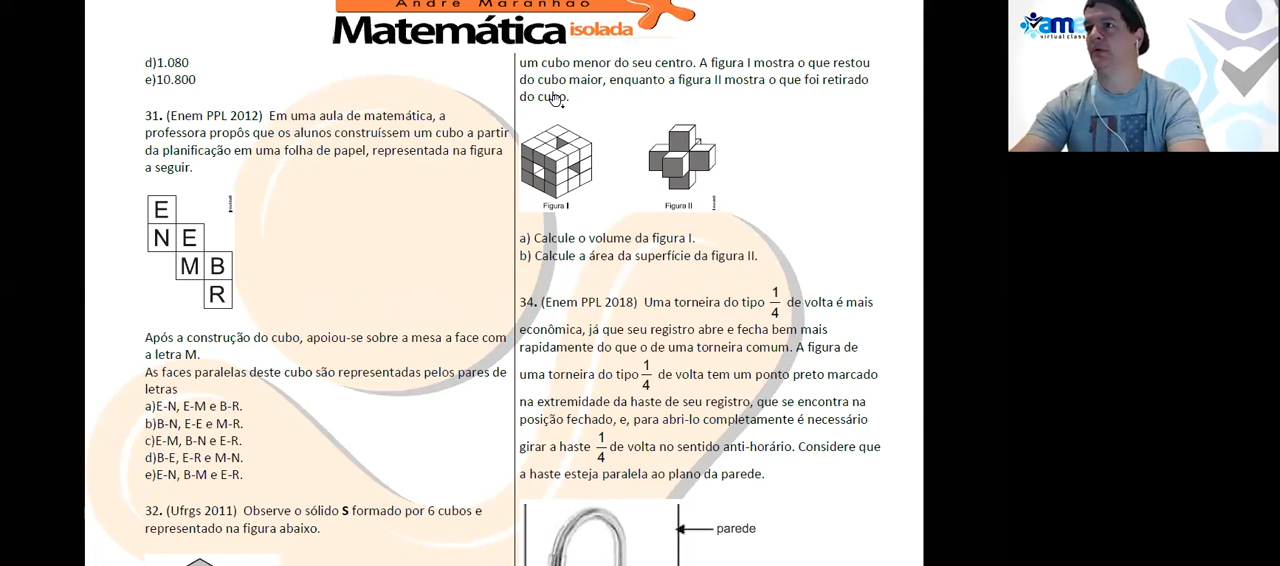 André Maranhão
Matemática isolada
d)1.080
e)10.800
31. (Enem PPL 2012) Em uma aula de matemática, a
professora propôs que os alunos construíssem um cubo a partir
da planificação em uma folha de papel, representada na figura
a seguir.
E
N E
M B
R
Após a construção do cubo, apoiou-se sobre a mesa a face com
a letra M.
As faces paralelas deste cubo são representadas pelos pares de
letras
a)E-N, E-M e B-R.
b)B-N, E-E e M-R.
c)E-M, B-N e E-R.
d)B-E, E-R e M-N.
e)E-N, B-M e E-R.
32. (Ufrgs 2011) Observe o sólido S formado por 6 cubos e
representado na figura abaixo.
um cubo menor do seu centro. A figura I mostra o que restou
do cubo maior, enquanto a figura II mostra o que foi retirado
do cubo.
Figura I
Figura II
a) Calcule o volume da figura I.
b) Calcule a área da superfície da figura II.
34. (Enem PPL 2018) Uma torneira do tipo 1/4 de volta é mais
econômica, já que seu registro abre e fecha bem mais
rapidamente do que o de uma torneira comum. A figura de
uma torneira do tipo 1/4 de volta tem um ponto preto marcado
na extremidade da haste de seu registro, que se encontra na
posição fechado, e, para abri-lo completamente é necessário
girar a haste 1/4 de volta no sentido anti-horário. Considere que
a haste esteja paralela ao plano da parede.
parede
ame
virtual class